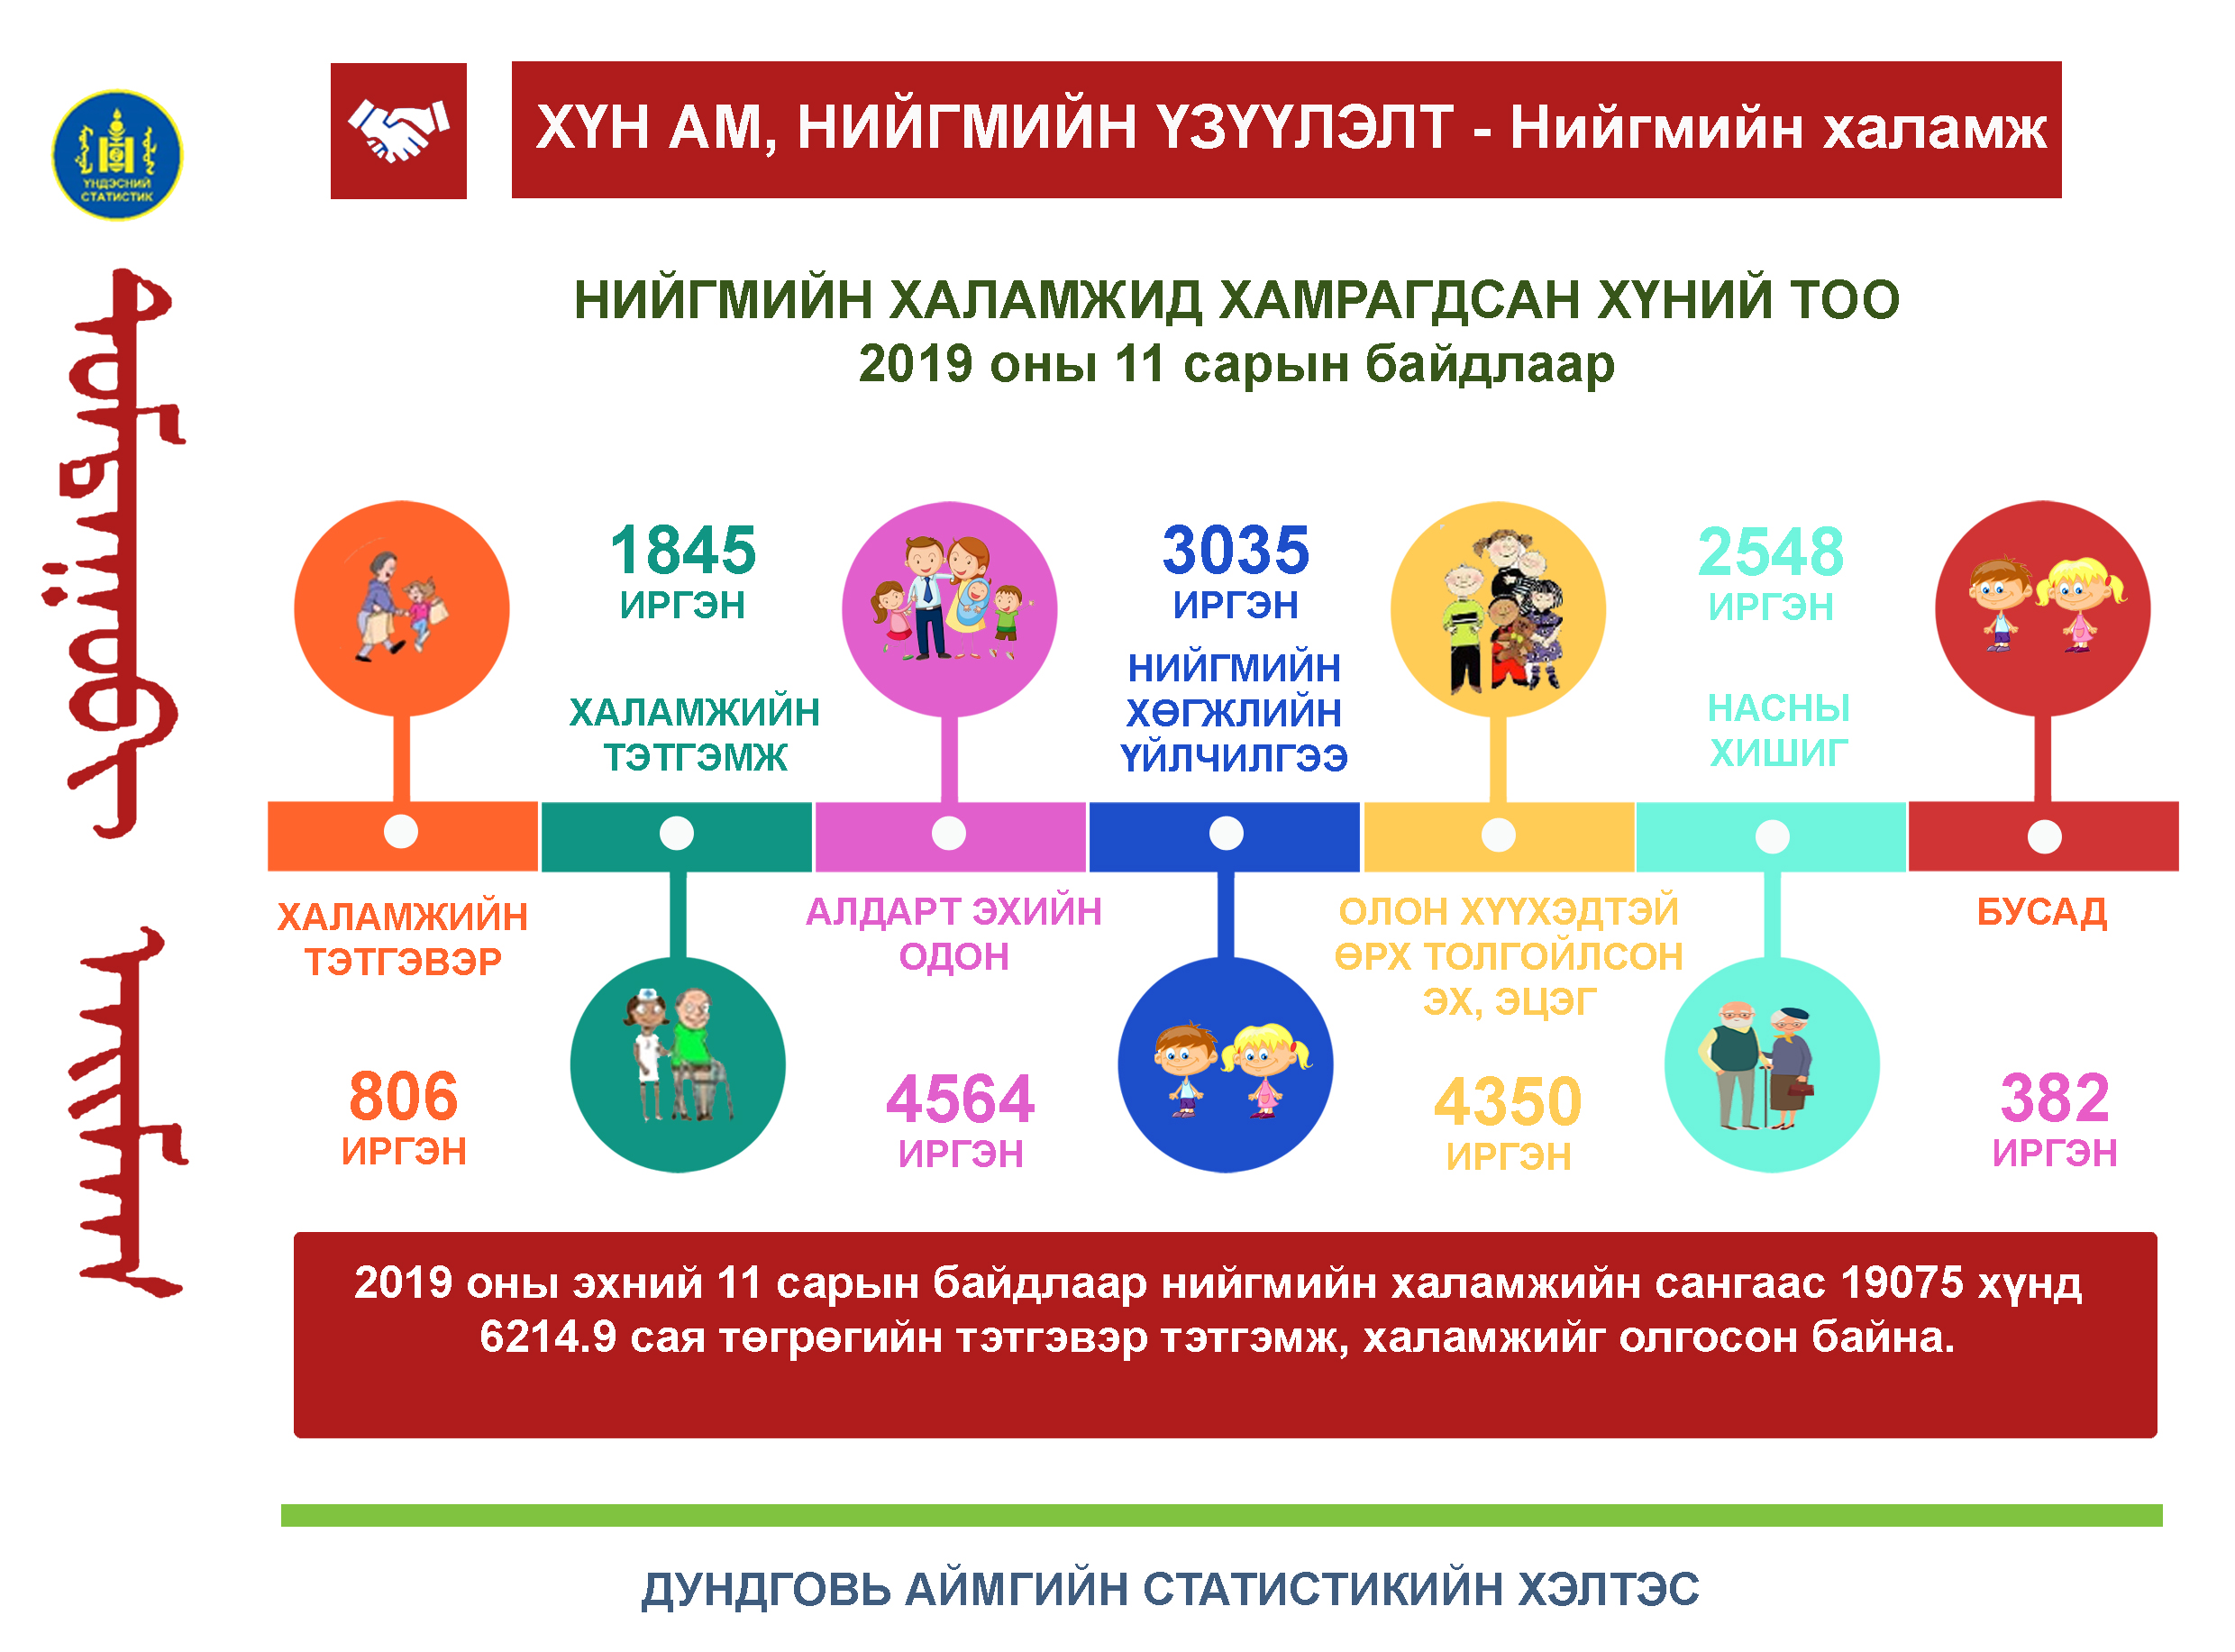 ҮНДЭСНИЙ
СТАТИСТИК
ХҮН АМ, НИЙГМИЙН ҮЗҮҮЛЭЛТ - Нийгмийн халамж
НИЙГМИЙН ХАЛАМЖИД ХАМРАГДСАН ХҮНИЙ ТОО
2019 оны 11 сарын байдлаар
1845
ИРГЭН
ХАЛАМЖИЙН
ТЭТГЭМЖ
3035
ИРГЭН
НИЙГМИЙН
ХӨГЖЛИЙН
ҮЙЛЧИЛГЭЭ
2548
ИРГЭН
НАСНЫ
ХИШИГ
ХАЛАМЖИЙН
ТЭТГЭВЭР
806
ИРГЭН
АЛДАРТ ЭХИЙН
ОДОН
4564
ИРГЭН
ОЛОН ХҮҮХЭДТЭЙ
ӨРХ ТОЛГОЙЛСОН
ЭХ, ЭЦЭГ
4350
ИРГЭН
БУСАД
382
ИРГЭН
2019 оны эхний 11 сарын байдлаар нийгмийн халамжийн сангаас 19075 хүнд
6214.9 сая төгрөгийн тэтгэвэр тэтгэмж, халамжийг олгосон байна.
ДУНДГОВЬ АЙМГИЙН СТАТИСТИКИЙН ХЭЛТЭС